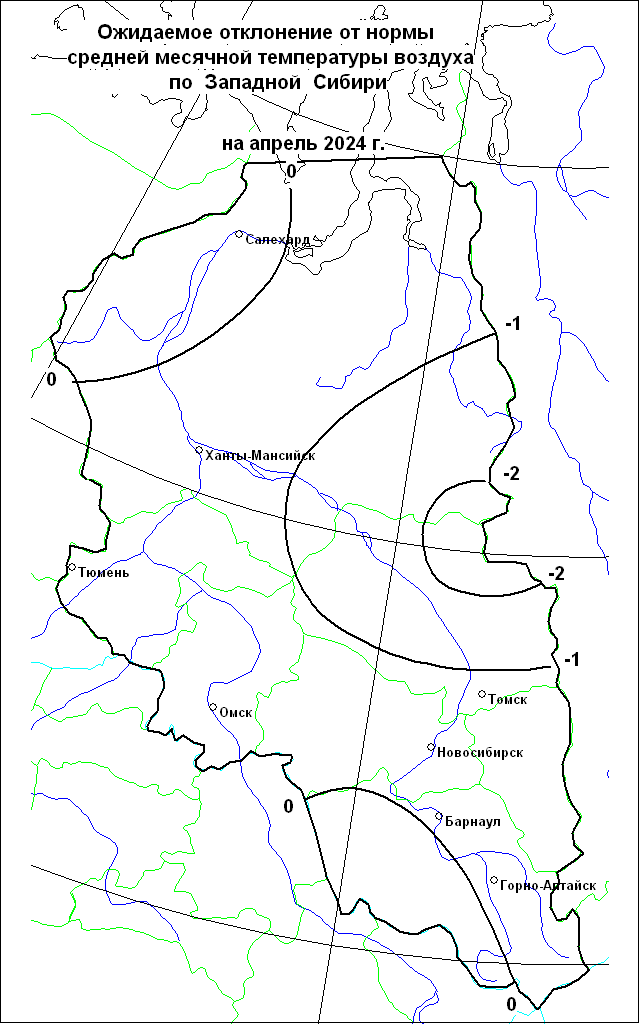 Ожидаемое отклонение от нормы
средней месячной температуры воздуха
по Западной Сибири
на апрель 2024 г.
0
Салехард
-1
0
Ханты-Мансийск
-2
Тюмень
-2
-1
Томск
Омск
Новосибирск
0
Барнаул
Горно-Алтайск
0